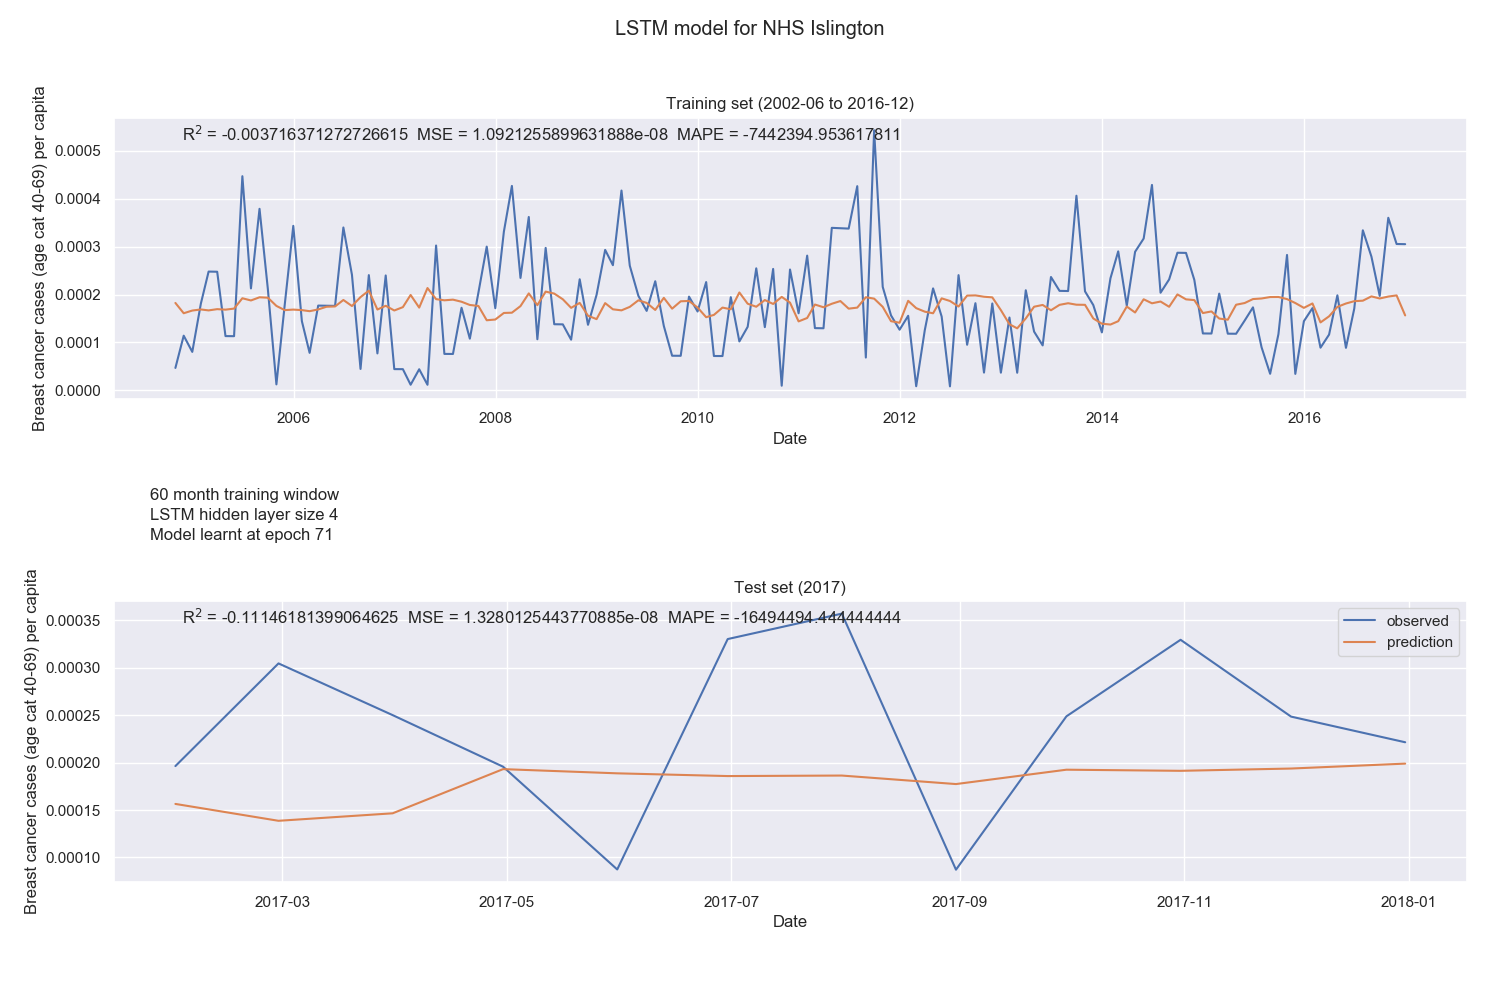 LSTM model for NHS Islington
Training set (2002-06 to 2016-12)
R² = -0.003716371272726615 MSE = 1.0921255899631888e-08 MAPE = -7442394.953617811
Breast cancer cases (age cat 40-69) per capita
0.0005
0.0004
0.0003
0.0002
0.0001
0.0000
2006 2008 2010 2012 2014 2016
Date
60 month training window
LSTM hidden layer size 4
Model learnt at epoch 71
Test set (2017)
R² = -0.11146181399064625 MSE = 1.3280125443770885e-08 MAPE = -16494494.444444444
observed
prediction
Breast cancer cases (age cat 40-69) per capita
0.00035
0.00030
0.00025
0.00020
0.00015
0.00010
2017-03 2017-05 2017-07 2017-09 2017-11 2018-01
Date